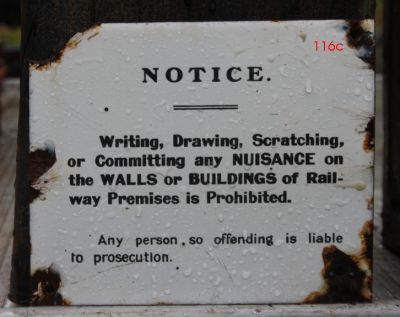 116c
NOTICE.
Writing, Drawing, Scratching,
or Committing any NUISANCE on
the WALLS or BUILDINGS of Rail-
way Premises is Prohibited.
Any person, so offending is liable
to prosecution.